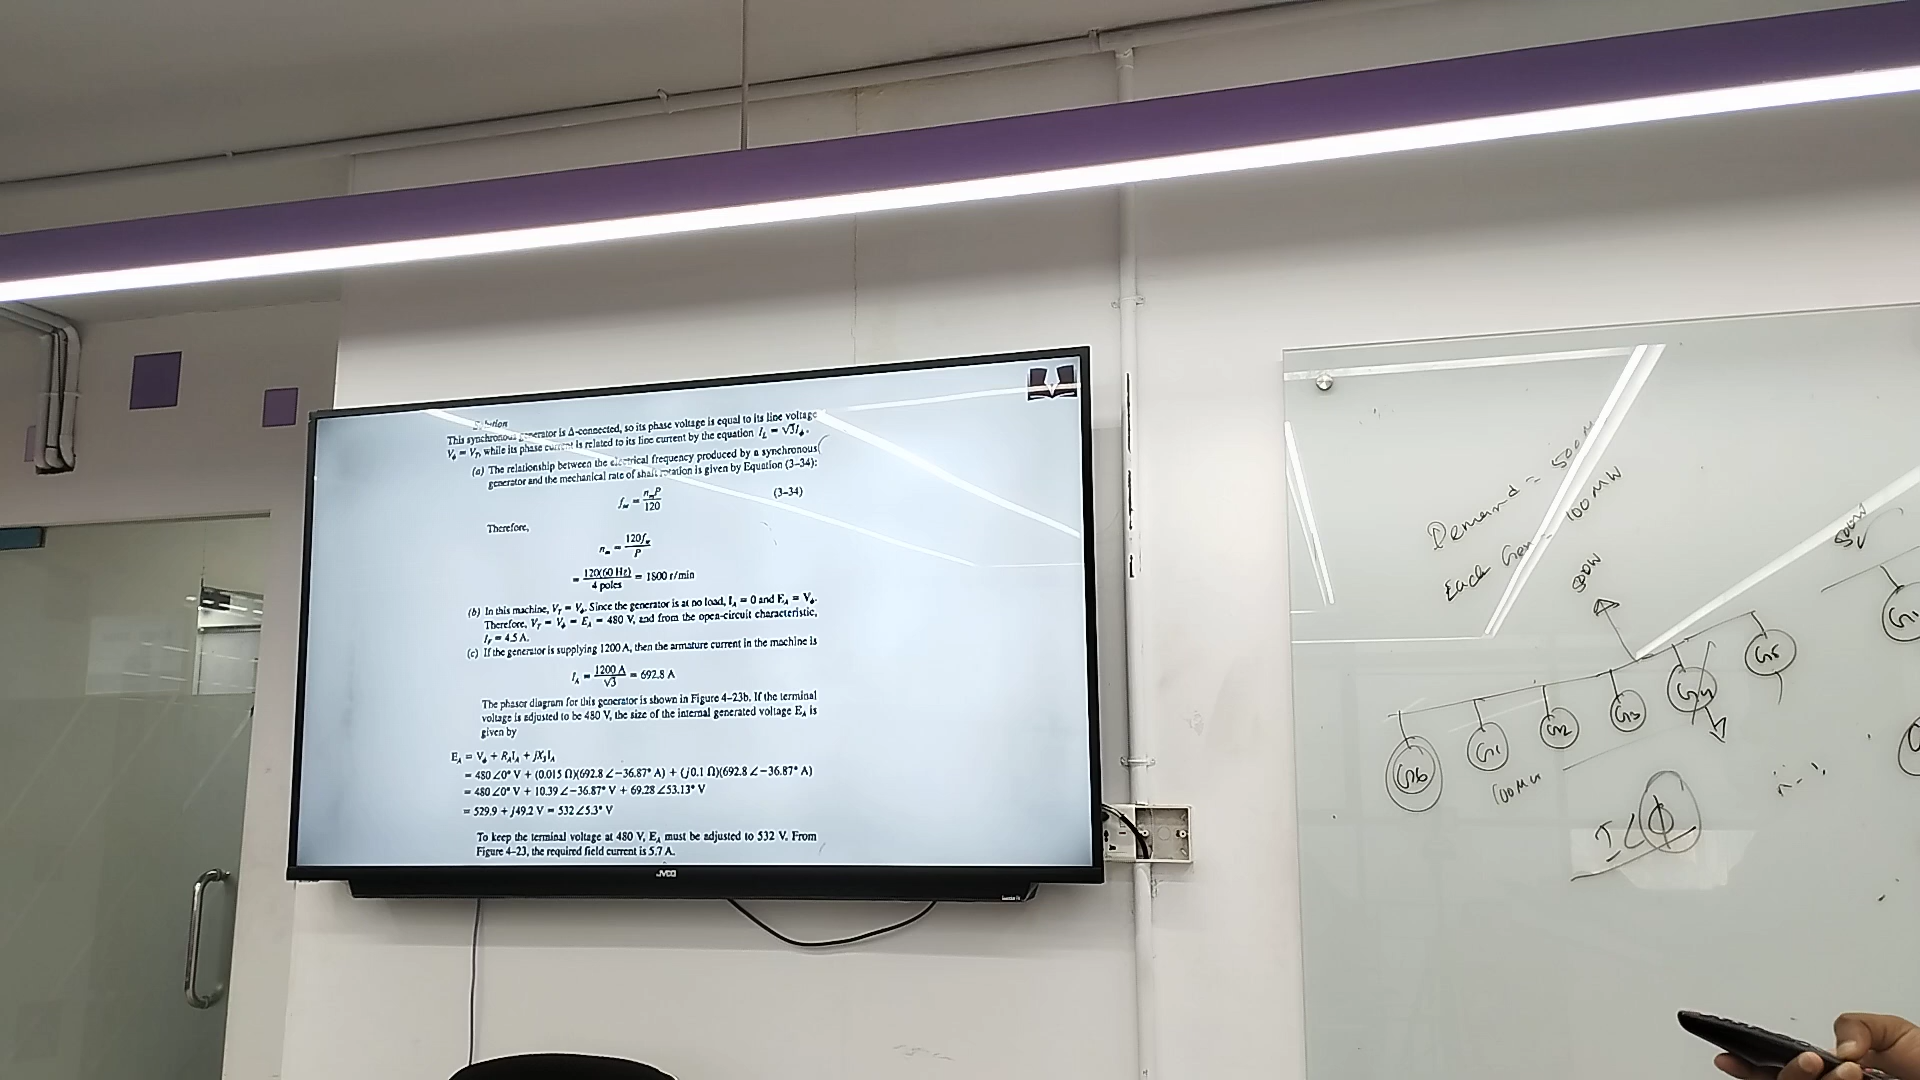 Solution
This synchronous generator is Δ-connected, so its phase voltage is equal to its line voltage
Vϕ = VT, while its phase current is related to its line current by the equation IL = √3Iϕ.
(a) The relationship between the electrical frequency produced by a synchronous
generator and the mechanical rate of shaft rotation is given by Equation (3–34):
fse = nmP / 120 (3–34)
Therefore,
nm = 120fse / P
= 120(60 Hz) / 4 poles = 1800 r/min
(b) In this machine, VT = Vϕ. Since the generator is at no load, IA = 0 and EA = Vϕ.
Therefore, VT = Vϕ = EA = 480 V, and from the open-circuit characteristic,
IF = 4.5 A.
(c) If the generator is supplying 1200 A, then the armature current in the machine is
IA = 1200 A / √3 = 692.8 A
The phasor diagram for this generator is shown in Figure 4–23b. If the terminal
voltage is adjusted to be 480 V, the size of the internal generated voltage EA is
given by
EA = Vϕ + RAIA + jXSIA
= 480 ∠0° V + (0.015 Ω)(692.8 ∠−36.87° A) + (j0.1 Ω)(692.8 ∠−36.87° A)
= 480 ∠0° V + 10.39 ∠−36.87° V + 69.28 ∠53.13° V
= 529.9 + j49.2 V = 532 ∠5.3° V
To keep the terminal voltage at 480 V, EA must be adjusted to 532 V. From
Figure 4–23, the required field current is 5.7 A.
JVCO
Demand = 500 M
Each Gen = 100 MW
G6 G1 G2 G3 G4 G5
100 MW
I∠ϕ
n-1
G1